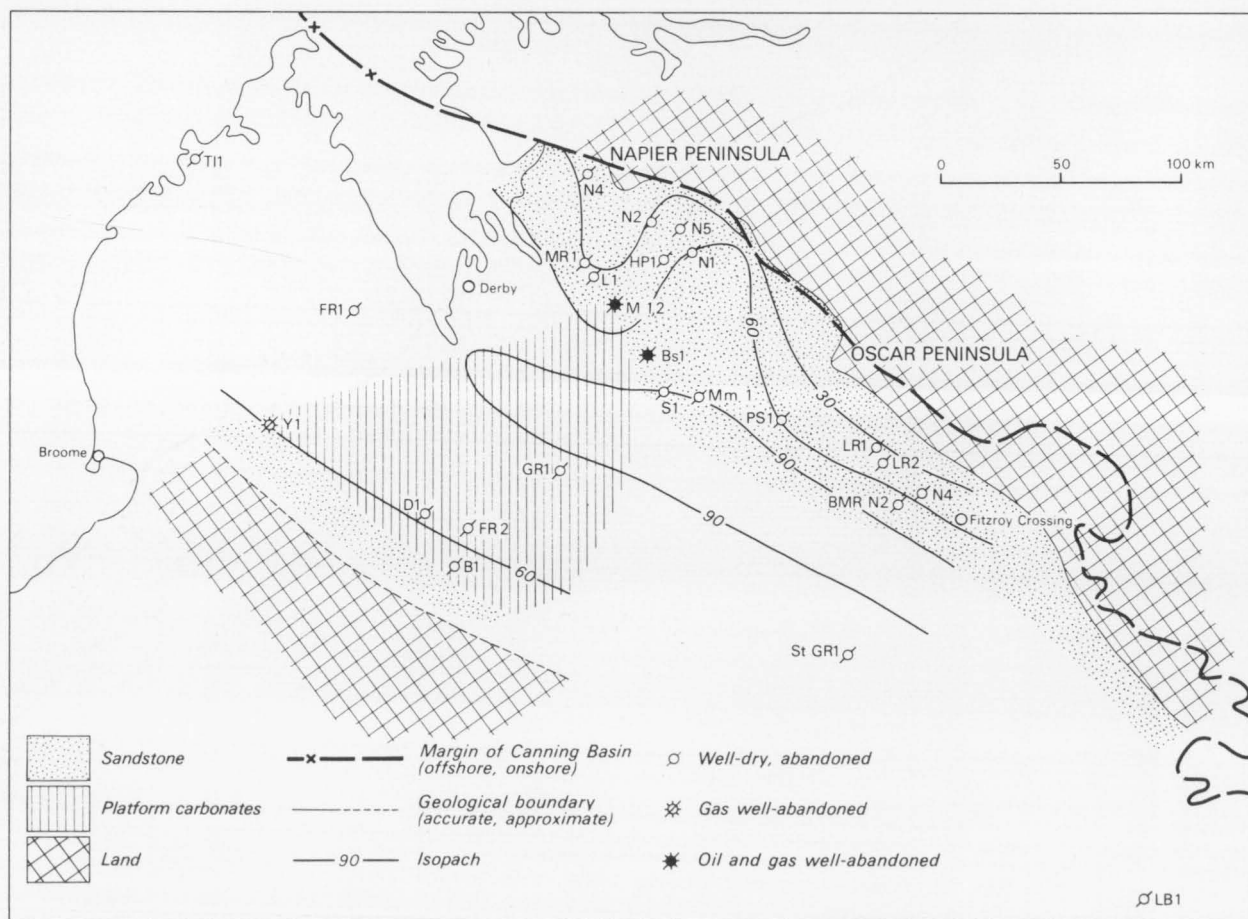 NAPIER PENINSULA
0 50 100 km
TI1
N4
N2
N5
MR1
HP1
N1
L1
Derby
M 1,2
FR1
60
OSCAR PENINSULA
Bs1
30
S1
Mm 1
PS1
Y1
LR1
Broome
GR1
90
LR2
D1
BMR N2
N4
FR2
90
Fitzroy Crossing
B1
60
St GR1
Sandstone
Margin of Canning Basin
(offshore, onshore)
Well-dry, abandoned
Platform carbonates
Geological boundary
(accurate, approximate)
Gas well-abandoned
Land
90
Isopach
Oil and gas well-abandoned
LB1